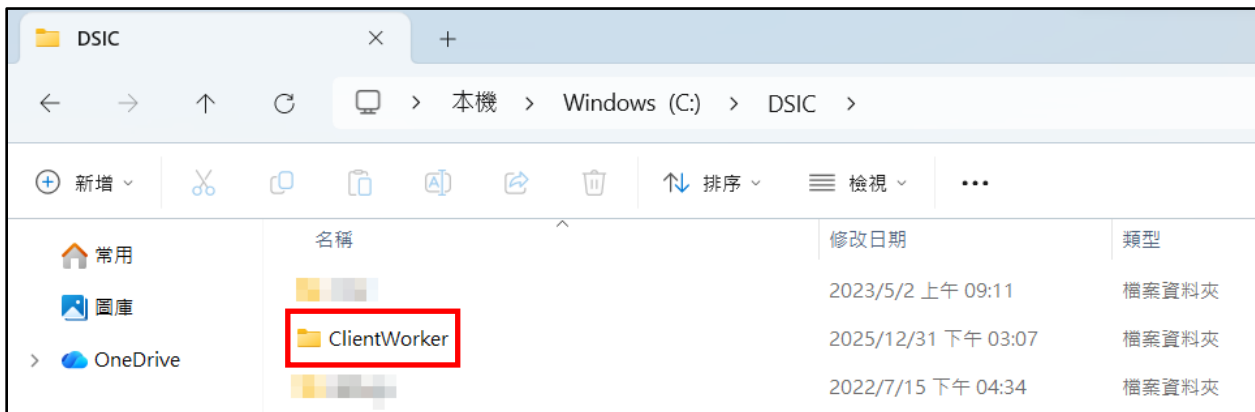 DSIC
本機 > Windows (C:) > DSIC >
新增 排序 檢視 ...
名稱 修改日期 類型
常用
圖庫
OneDrive
2023/5/2 上午 09:11 檔案資料夾
ClientWorker 2025/12/31 下午 03:07 檔案資料夾
2022/7/15 下午 04:34 檔案資料夾